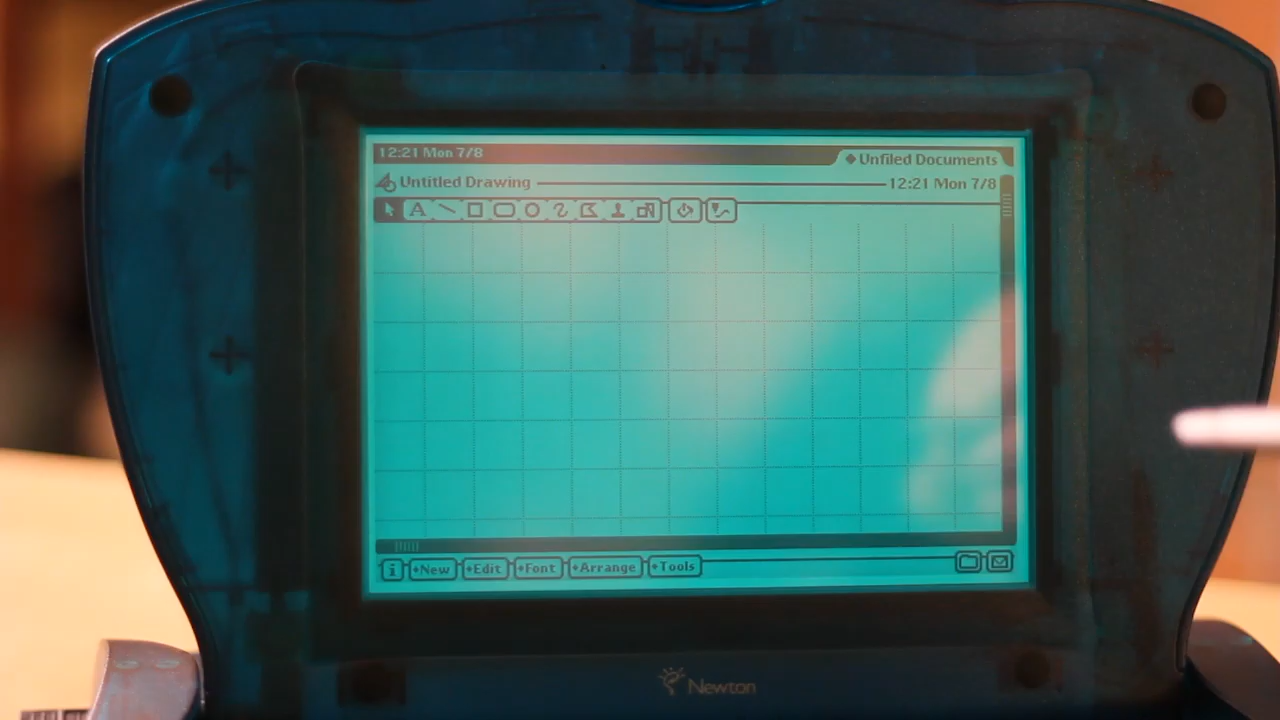 12:21 Mon 7/8
Unfiled Documents
Untitled Drawing 12:21 Mon 7/8
A
i New Edit Font Arrange Tools
Newton